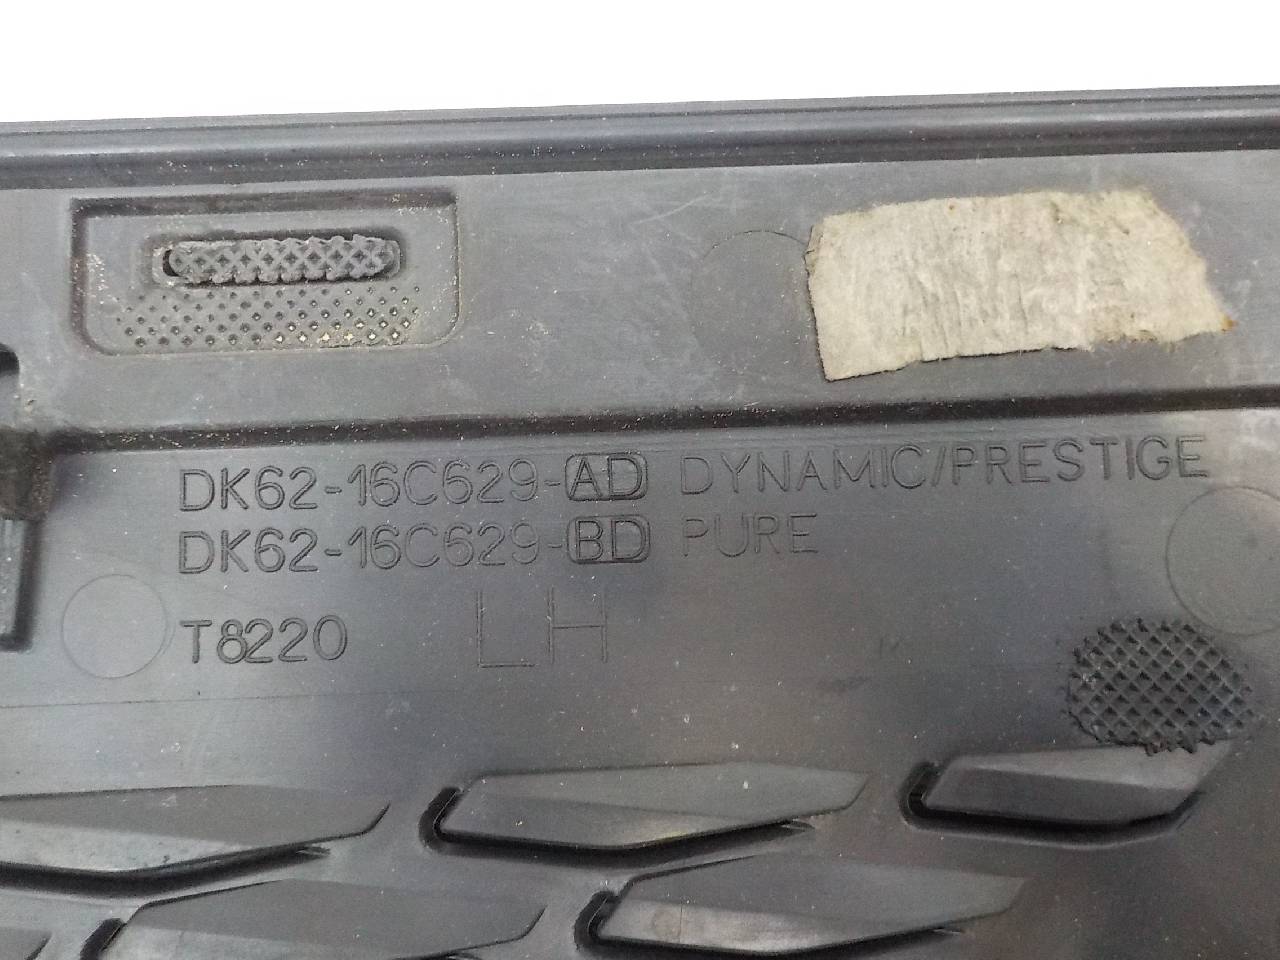 DK62-16C629-AD DYNAMIC/PRESTIGE
DK62-16C629-BD PURE
T8220 LH